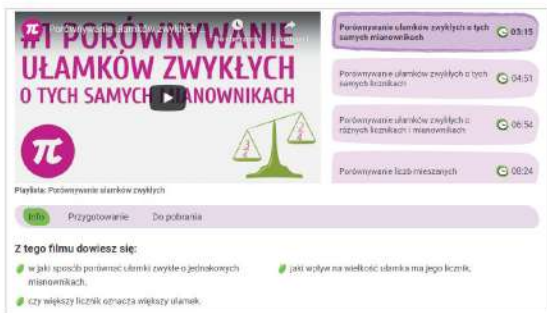 Porównywanie ułamków zwykłych
#1 PORÓWNYWANIE
UŁAMKÓW ZWYKŁYCH
O TYCH SAMYCH MIANOWNIKACH
π
π
Playlista: Porównywanie ułamków zwykłych
Porównywanie ułamków zwykłych o tych
samych mianownikach
03:15
Porównywanie ułamków zwykłych o tych
samych licznikach
04:51
Porównywanie ułamków zwykłych o
różnych licznikach i mianownikach
06:54
Porównywanie liczb mieszanych
08:24
Info Przygotowanie Do pobrania
Z tego filmu dowiesz się:
w jaki sposób porównać ułamki zwykłe o jednakowych
mianownikach,
czy większy licznik oznacza większy ułamek,
jaki wpływ na wielkość ułamka ma jego licznik,